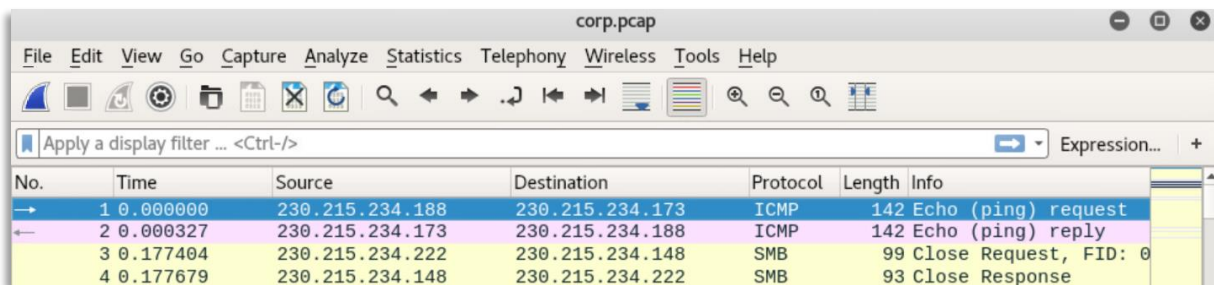 corp.pcap
File Edit View Go Capture Analyze Statistics Telephony Wireless Tools Help
Apply a display filter ... <Ctrl-/> Expression... +
No. Time Source Destination Protocol Length Info
1 0.000000 230.215.234.188 230.215.234.173 ICMP 142 Echo (ping) request
2 0.000327 230.215.234.173 230.215.234.188 ICMP 142 Echo (ping) reply
3 0.177404 230.215.234.222 230.215.234.148 SMB 99 Close Request, FID: 0
4 0.177679 230.215.234.148 230.215.234.222 SMB 93 Close Response